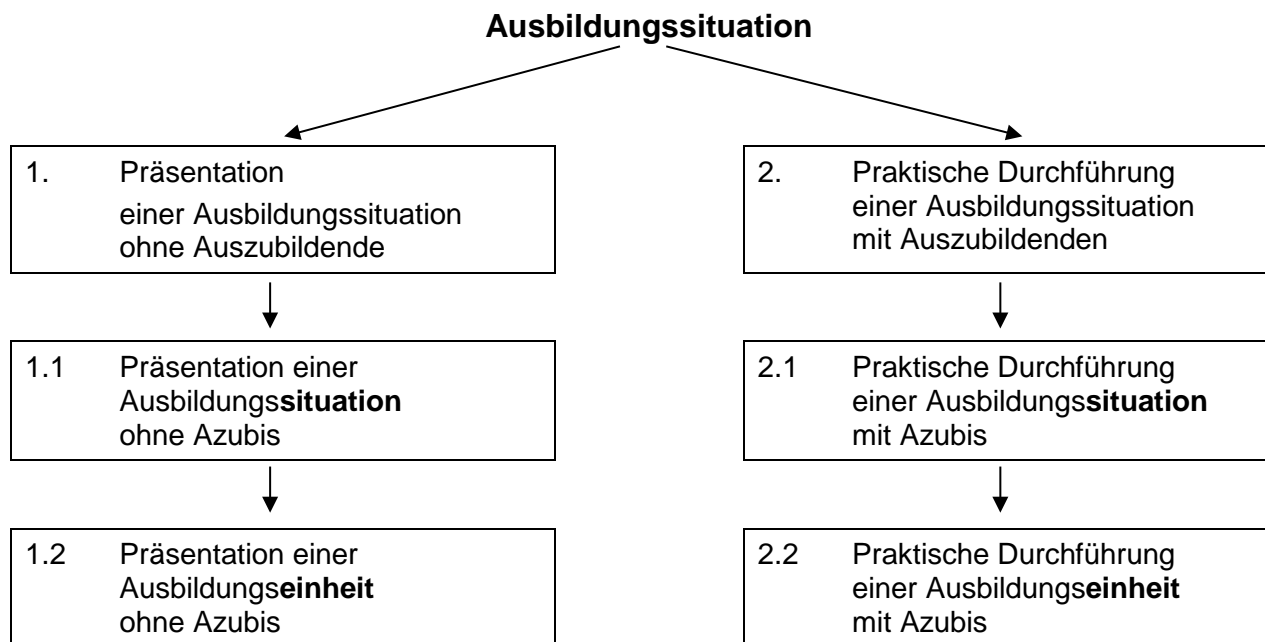 Ausbildungssituation
1. Präsentation
einer Ausbildungssituation
ohne Auszubildende
2. Praktische Durchführung
einer Ausbildungssituation
mit Auszubildenden
1.1 Präsentation einer
Ausbildungssituation
ohne Azubis
2.1 Praktische Durchführung
einer Ausbildungssituation
mit Azubis
1.2 Präsentation einer
Ausbildungseinheit
ohne Azubis
2.2 Praktische Durchführung
einer Ausbildungseinheit
mit Azubis